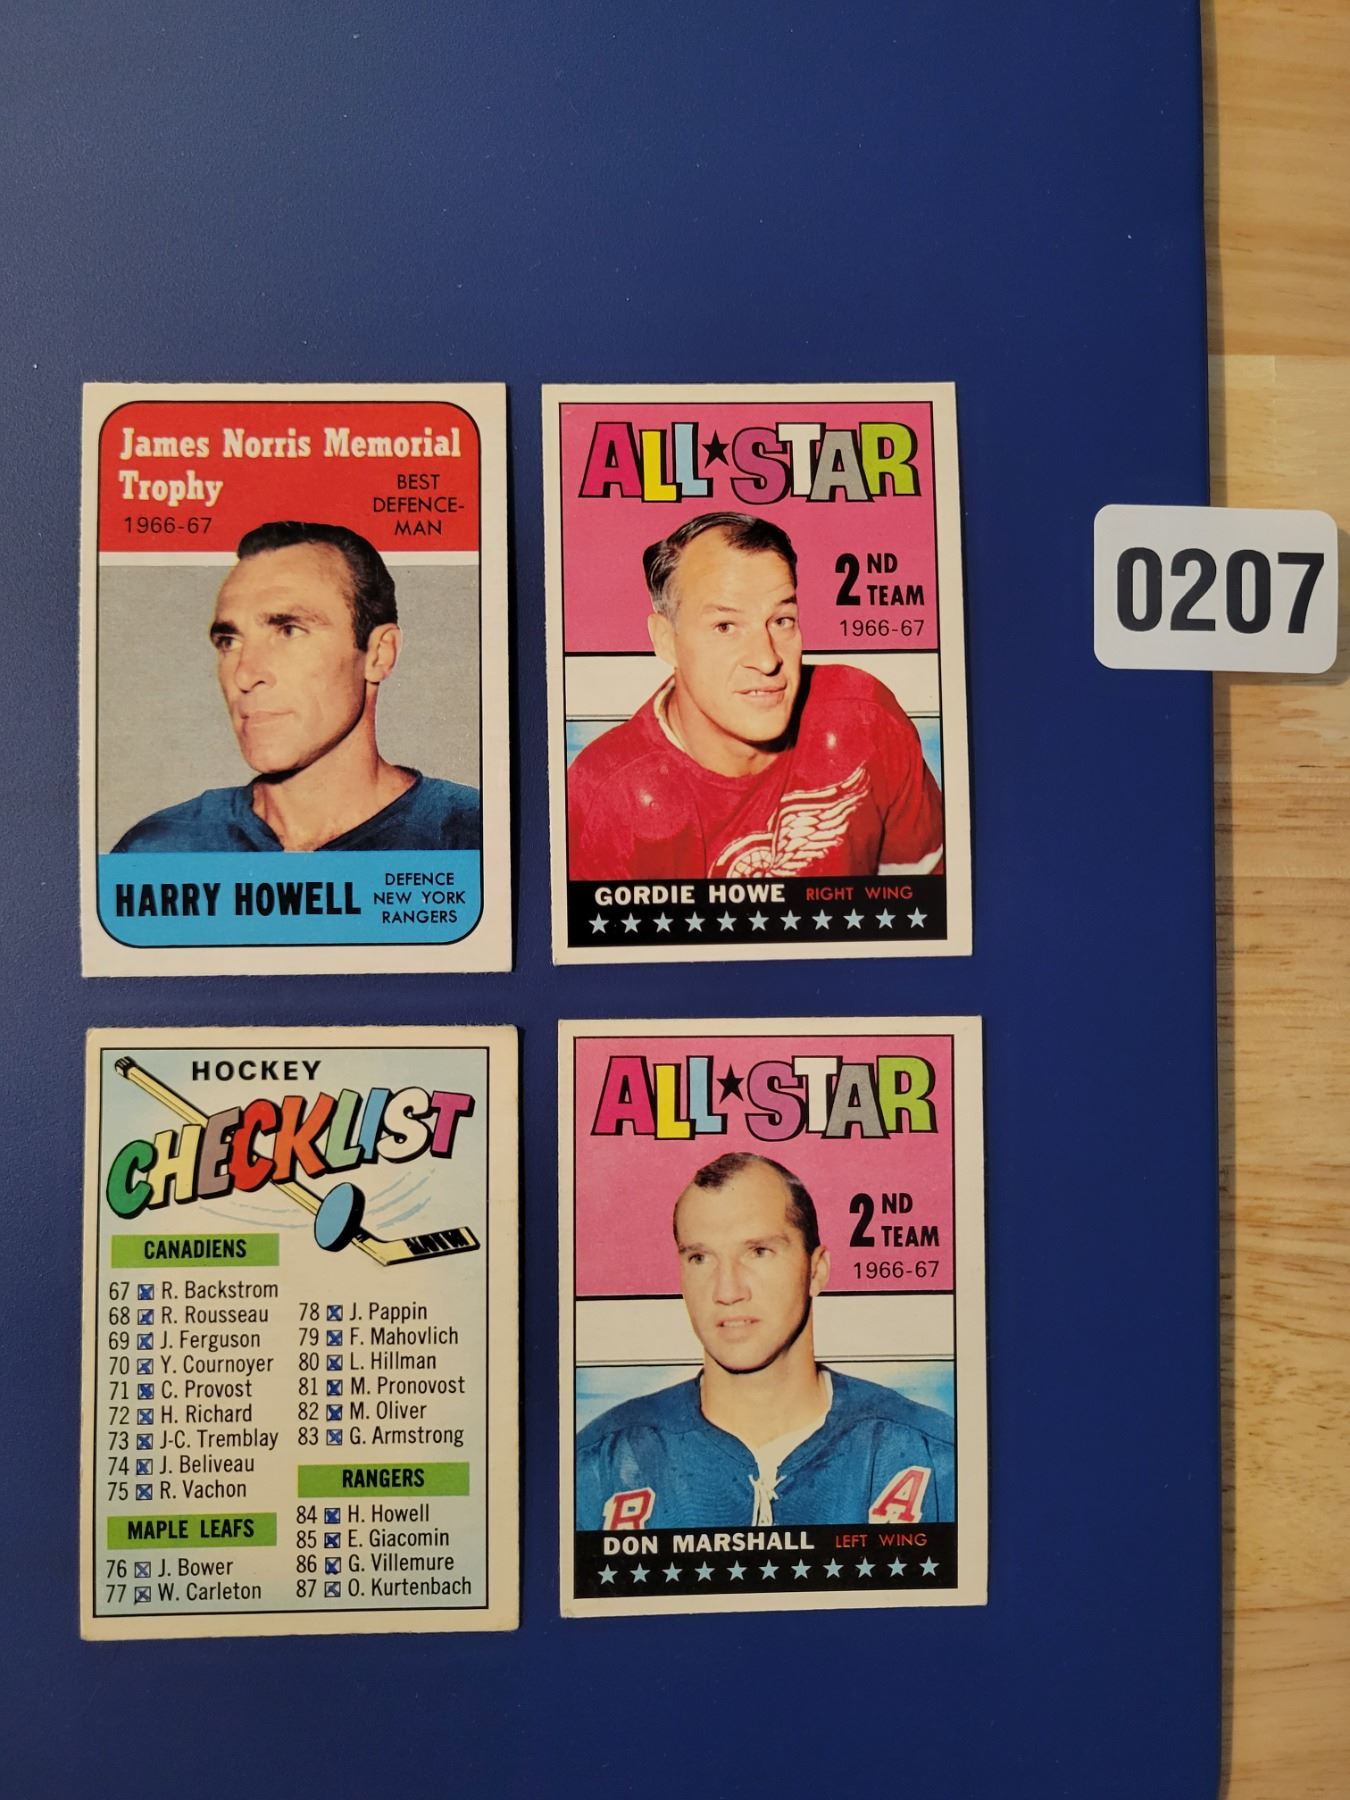 James Norris Memorial
Trophy
1966-67
BEST
DEFENCE-
MAN
HARRY HOWELL
DEFENCE
NEW YORK
RANGERS
ALL★STAR
2ND
TEAM
1966-67
GORDIE HOWE RIGHT WING
0207
HOCKEY
CHECKLIST
CANADIENS
67 R. Backstrom
68 R. Rousseau
69 J. Ferguson
70 Y. Cournoyer
71 C. Provost
72 H. Richard
73 J-C. Tremblay
74 J. Beliveau
75 R. Vachon
MAPLE LEAFS
76 J. Bower
77 W. Carleton
78 J. Pappin
79 F. Mahovlich
80 L. Hillman
81 M. Pronovost
82 M. Oliver
83 G. Armstrong
RANGERS
84 H. Howell
85 E. Giacomin
86 G. Villemure
87 O. Kurtenbach
ALL★STAR
2ND
TEAM
1966-67
R A
DON MARSHALL LEFT WING